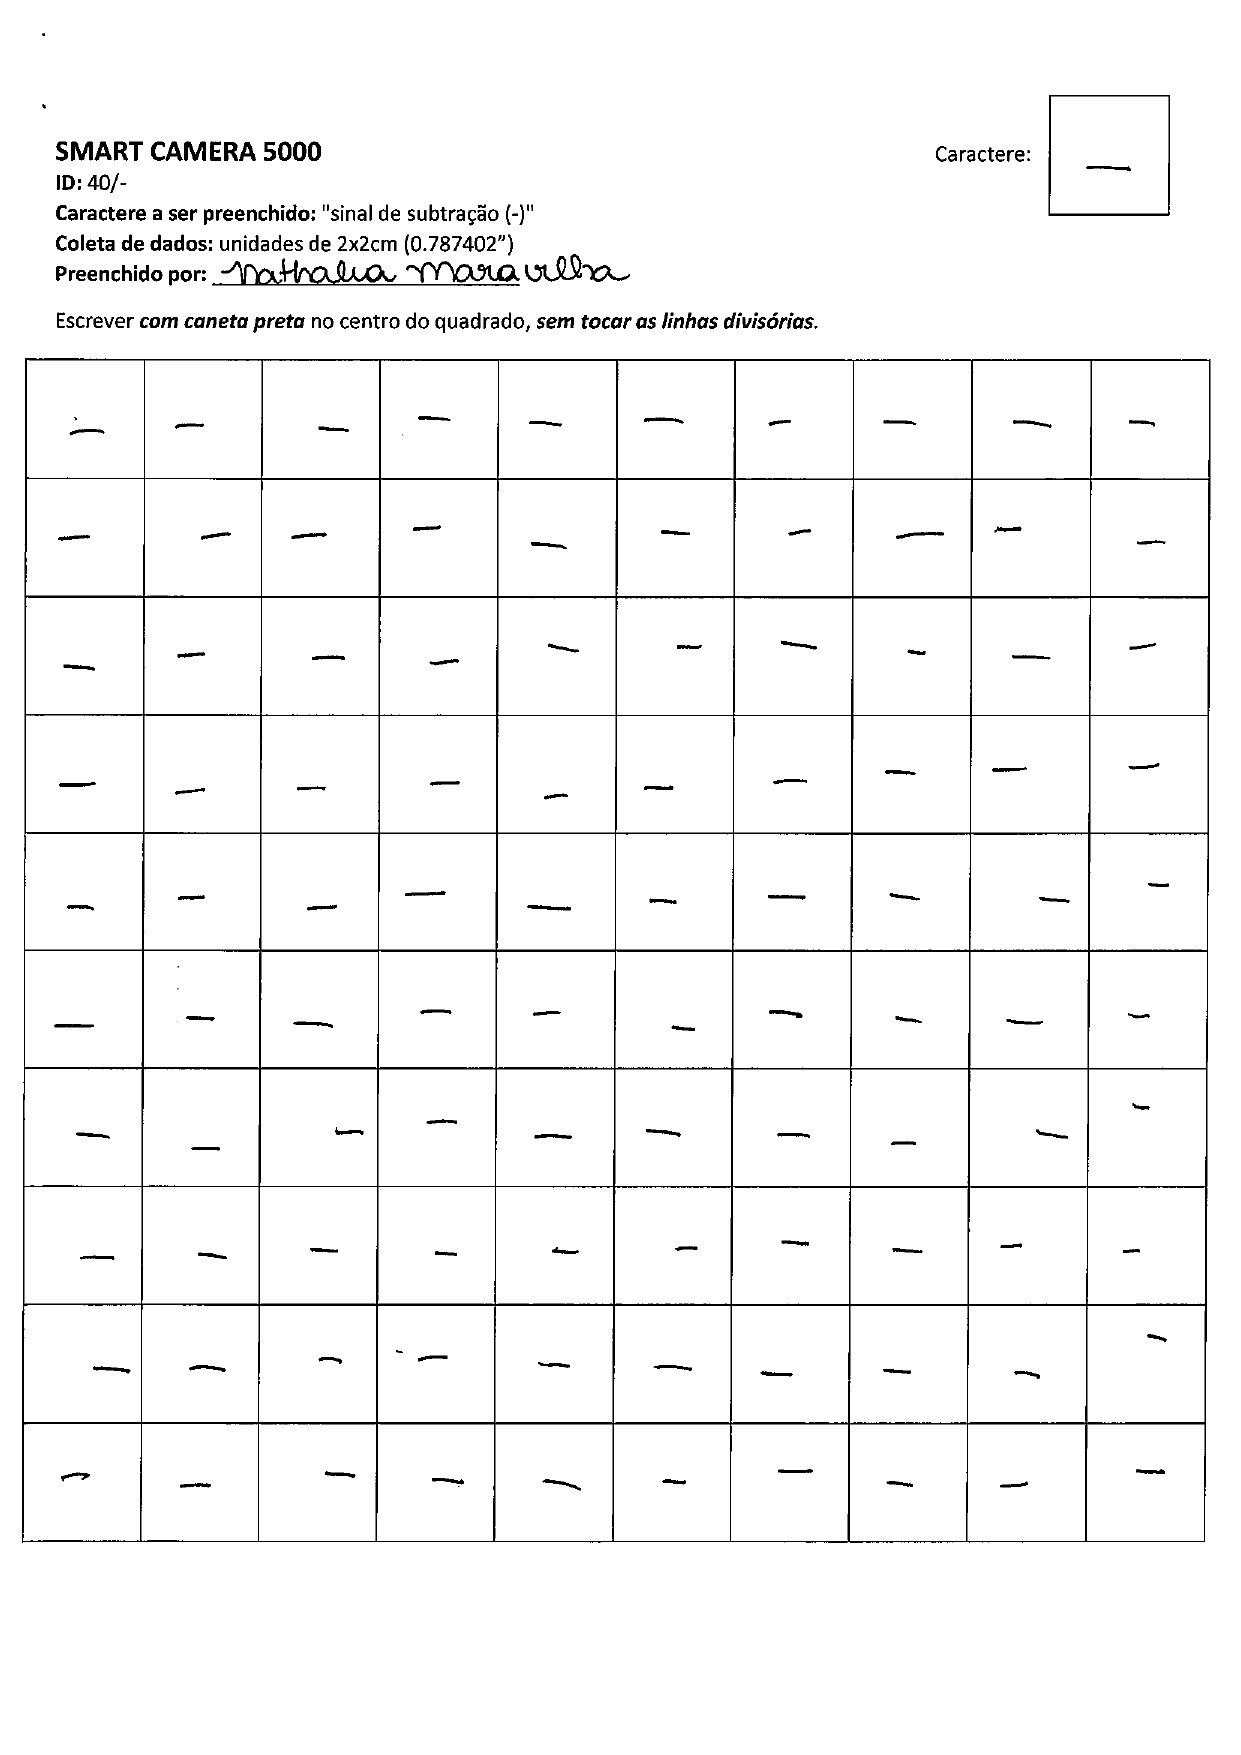 SMART CAMERA 5000
Caractere: —
ID: 40/-
Caractere a ser preenchido: "sinal de subtração (-)"
Coleta de dados: unidades de 2x2cm (0.787402”)
Preenchido por: Nathalia Maravilha
Escrever com caneta preta no centro do quadrado, sem tocar as linhas divisórias.
— — — — — — — — — —
— — — — — — — — — —
— — — — — — — — — —
— — — — — — — — — —
— — — — — — — — — —
— — — — — — — — — —
— — — — — — — — — —
— — — — — — — — — —
— — — — — — — — — —
— — — — — — — — — —